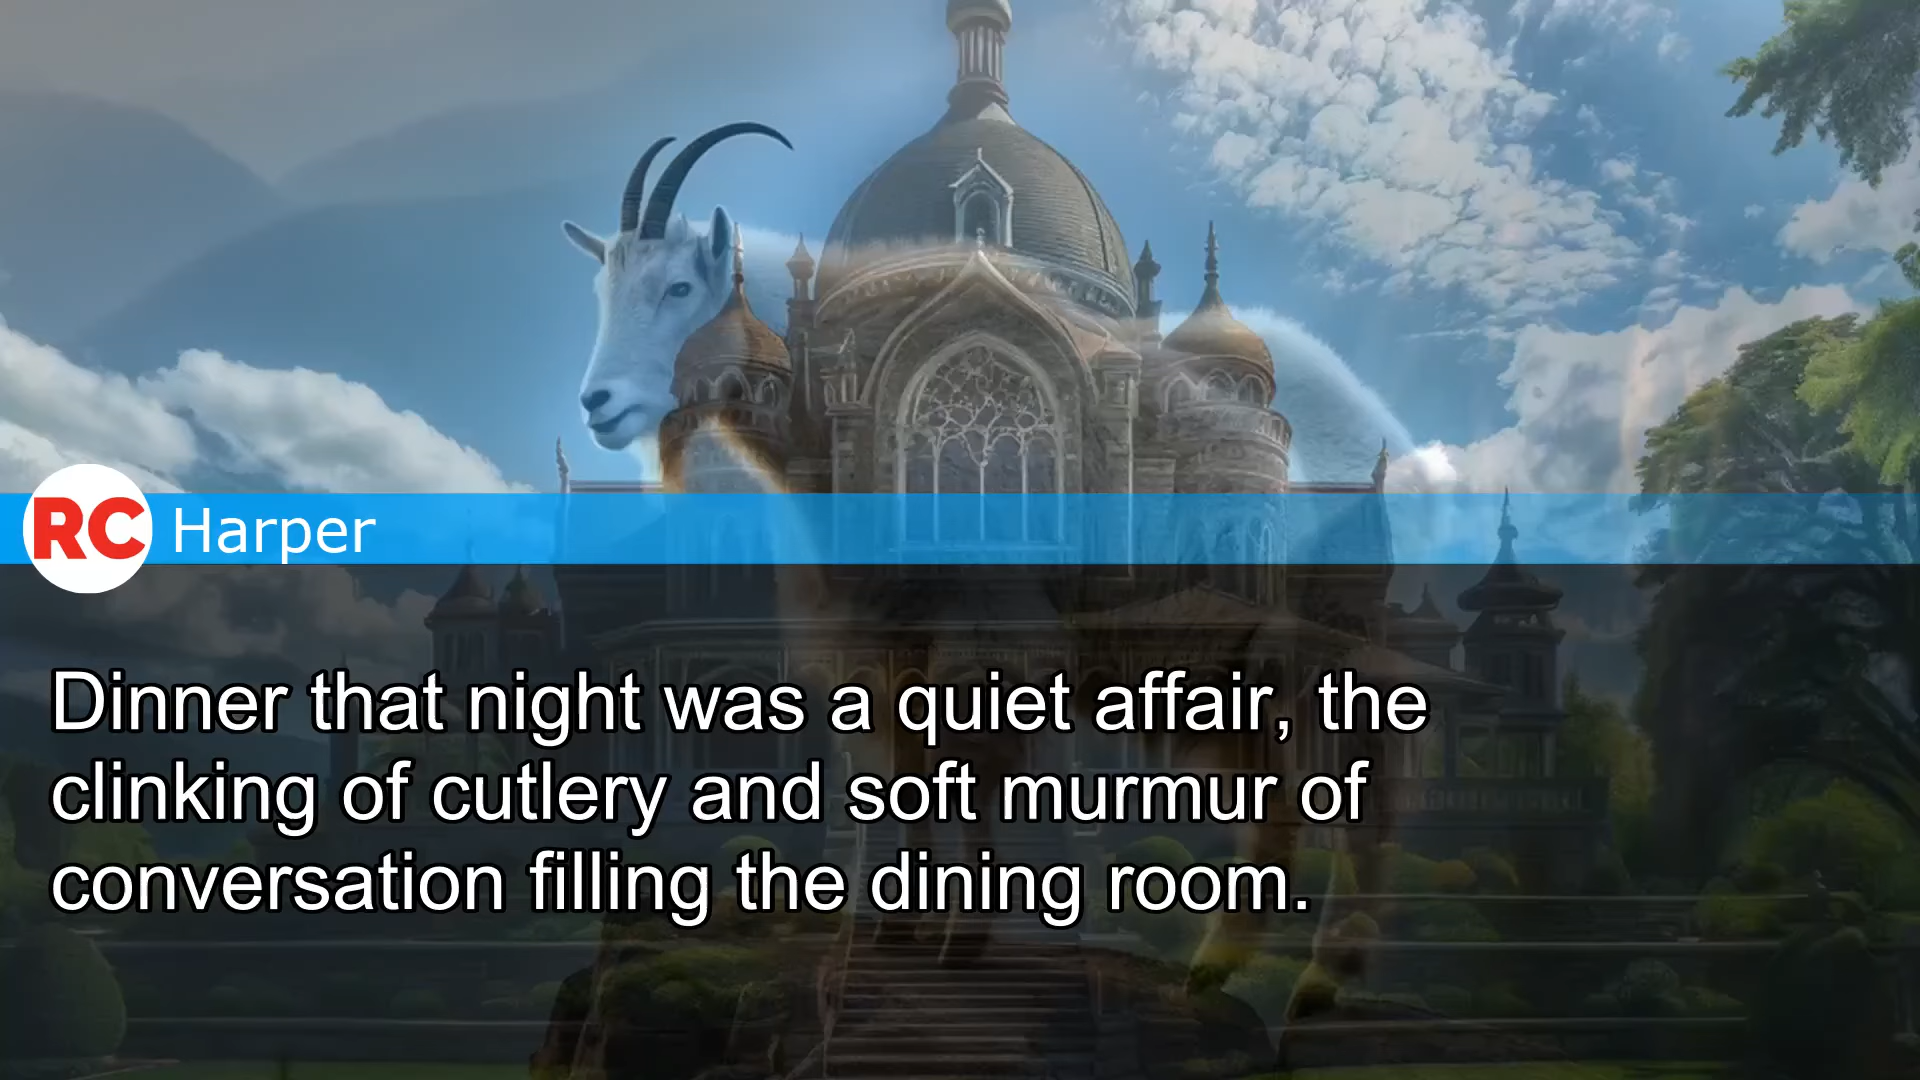 RC Harper
Dinner that night was a quiet affair, the
clinking of cutlery and soft murmur of
conversation filling the dining room.